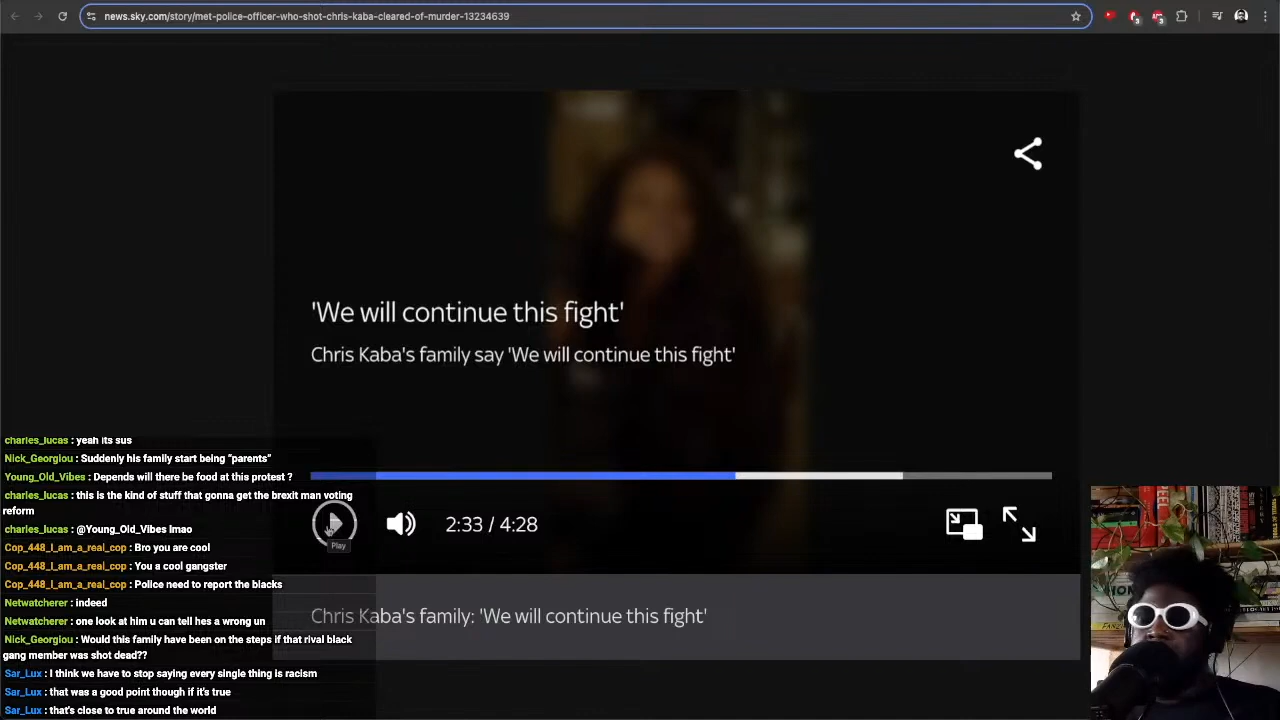 news.sky.com/story/met-police-officer-who-shot-chris-kaba-cleared-of-murder-13234639
'We will continue this fight'
Chris Kaba's family say 'We will continue this fight'
charles_lucas : yeah its sus
Nick_Georgiou : Suddenly his family start being “parents”
Young_Old_Vibes : Depends will there be food at this protest ?
charles_lucas : this is the kind of stuff that gonna get the brexit man voting
reform
charles_lucas : @Young_Old_Vibes lmao
Cop_448_I_am_a_real_cop : Bro you are cool
Cop_448_I_am_a_real_cop : You a cool gangster
Cop_448_I_am_a_real_cop : Police need to report the blacks
Netwatcherer : indeed
Netwatcherer : one look at him u can tell hes a wrong un
Nick_Georgiou : Would this family have been on the steps if that rival black
gang member was shot dead??
Sar_Lux : I think we have to stop saying every single thing is racism
Sar_Lux : that was a good point though if it's true
Sar_Lux : that's close to true around the world
Play
2:33 / 4:28
Chris Kaba's family: 'We will continue this fight'